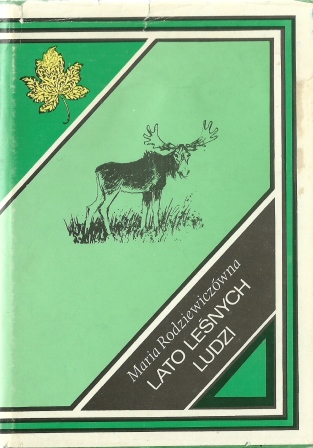 Maria Rodziewiczówna
LATO LEŚNYCH
LUDZI